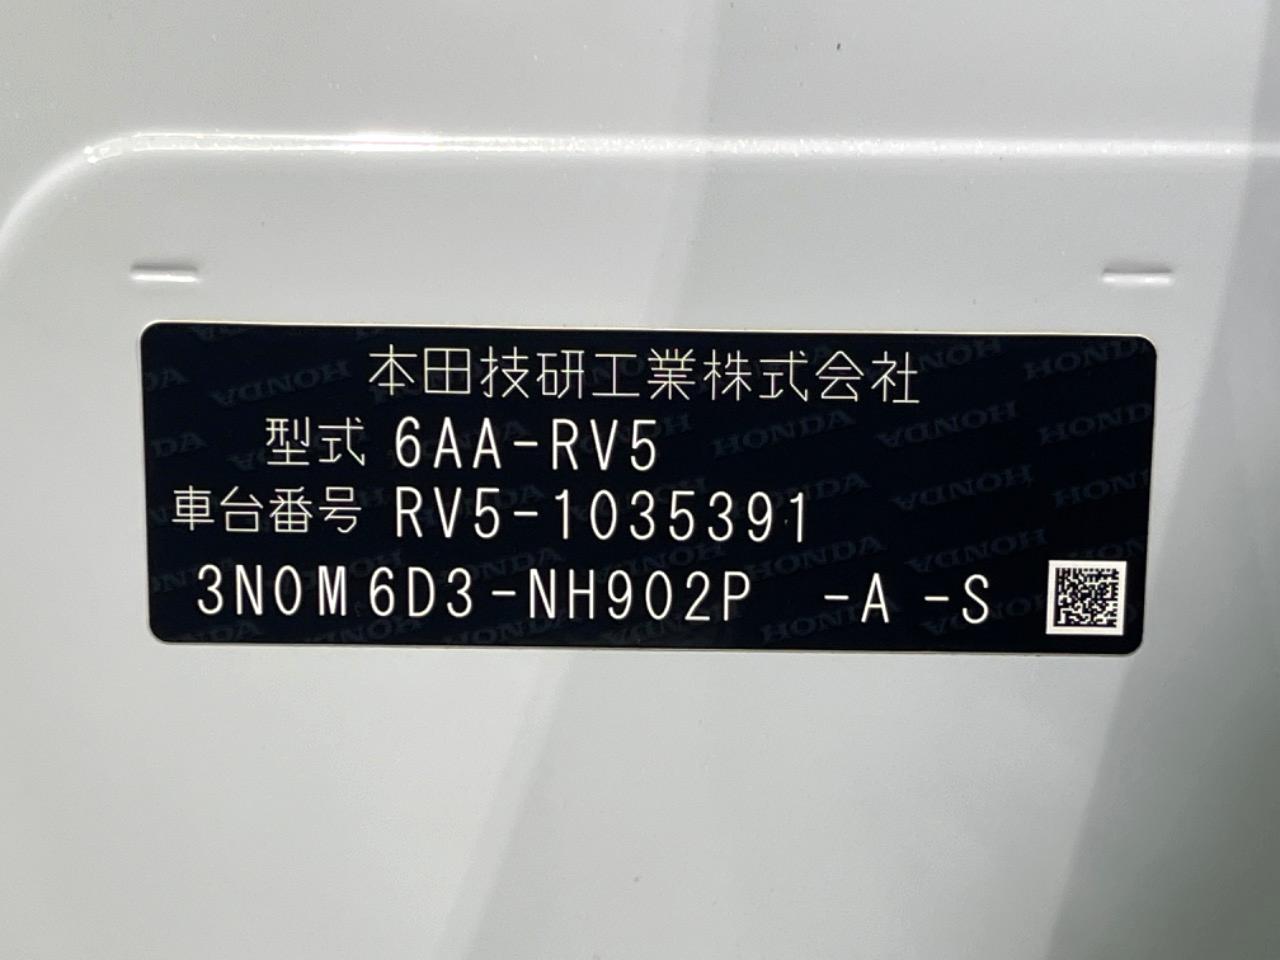 本田技研工業株式会社
型式 6AA-RV5
車台番号 RV5-1035391
3N0M6D3-NH902P -A -S